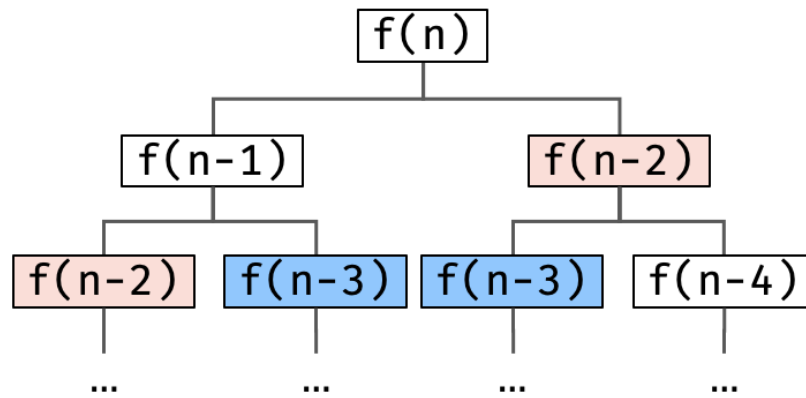 f(n)
f(n-1) f(n-2)
f(n-2) f(n-3) f(n-3) f(n-4)
... ... ... ...